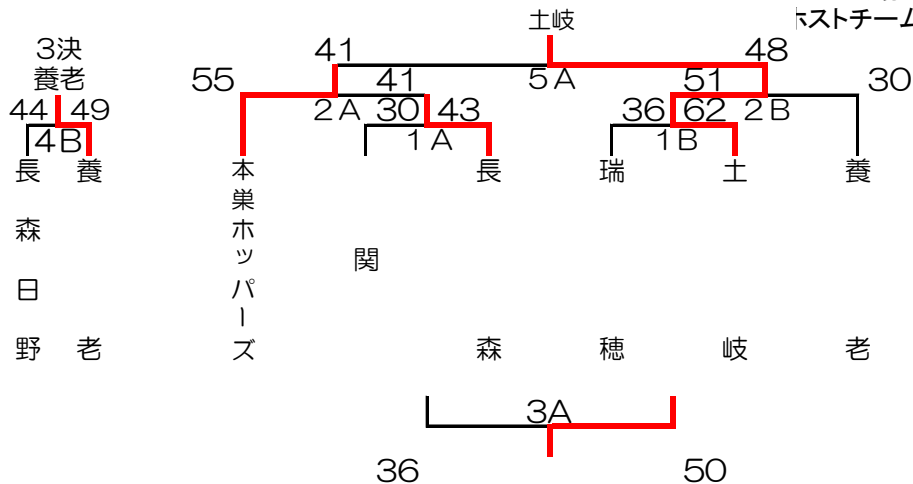 土岐
ホストチーム
3決
養老
41
48
55
41
5A
51
30
44
49
2A
30
43
36
62
2B
4B
1A
1B
長森日野
養老
本巣ホッパーズ
関
長森
瑞穂
土岐
養老
3A
36
50